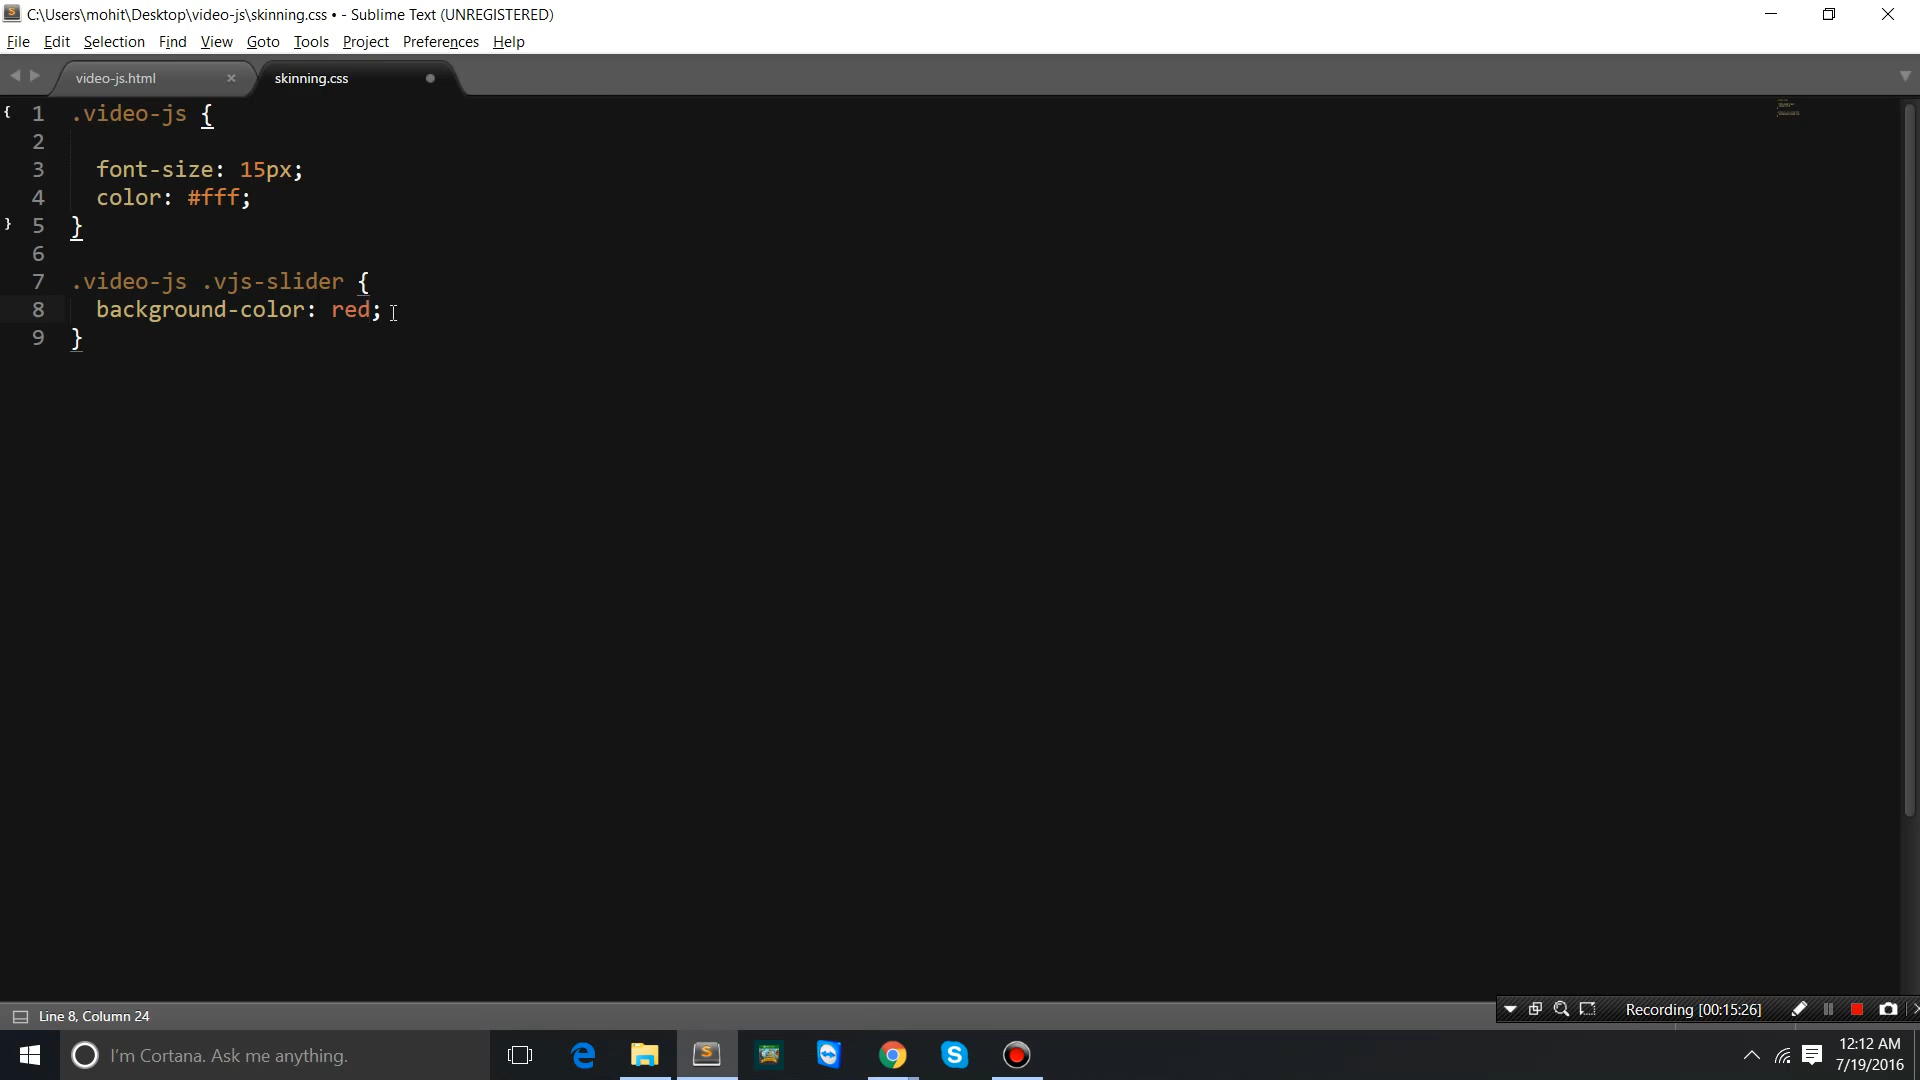 C:\Users\mohit\Desktop\video-js\skinning.css • - Sublime Text (UNREGISTERED)
File Edit Selection Find View Goto Tools Project Preferences Help
video-js.html skinning.css
1 .video-js {
2
3 font-size: 15px;
4 color: #fff;
5 }
6
7 .video-js .vjs-slider {
8 background-color: red;
9 }
Line 8, Column 24
Recording [00:15:26]
I'm Cortana. Ask me anything.
12:12 AM
7/19/2016